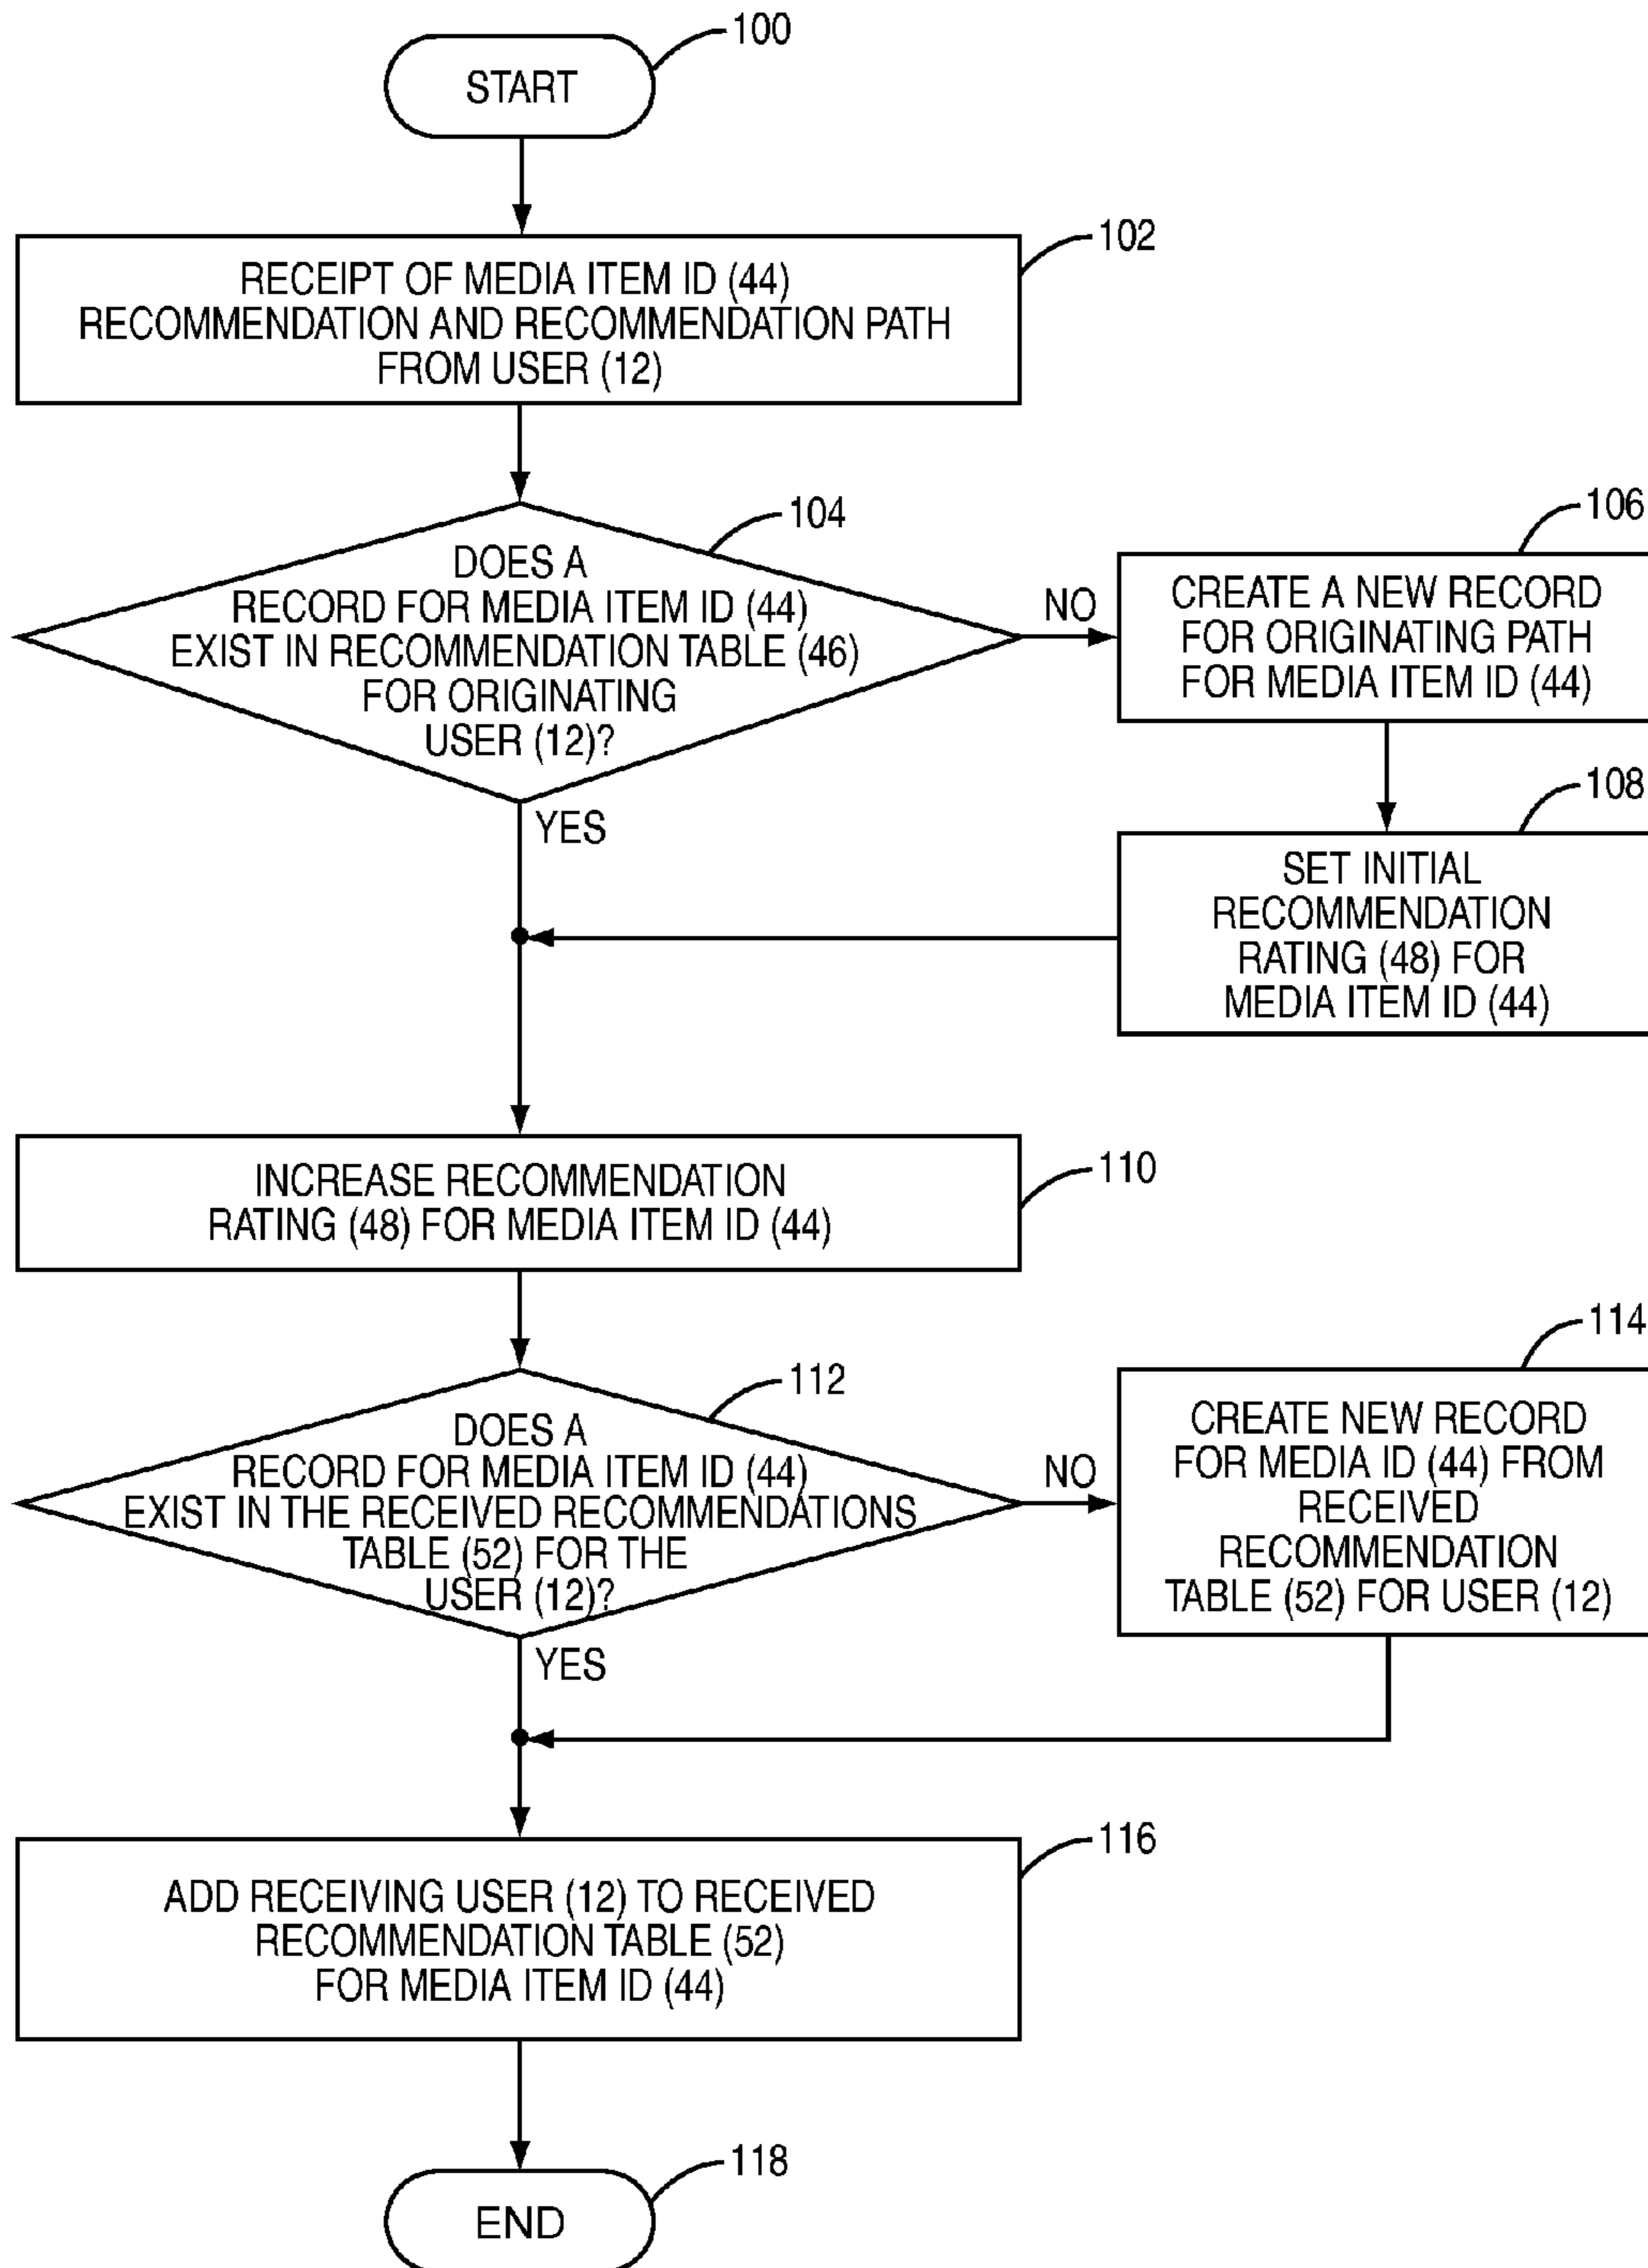 100
START
102
RECEIPT OF MEDIA ITEM ID (44)
RECOMMENDATION AND RECOMMENDATION PATH
FROM USER (12)
104
DOES A
RECORD FOR MEDIA ITEM ID (44)
EXIST IN RECOMMENDATION TABLE (46)
FOR ORIGINATING
USER (12)?
NO
YES
106
CREATE A NEW RECORD
FOR ORIGINATING PATH
FOR MEDIA ITEM ID (44)
108
SET INITIAL
RECOMMENDATION
RATING (48) FOR
MEDIA ITEM ID (44)
110
INCREASE RECOMMENDATION
RATING (48) FOR MEDIA ITEM ID (44)
112
DOES A
RECORD FOR MEDIA ITEM ID (44)
EXIST IN THE RECEIVED RECOMMENDATIONS
TABLE (52) FOR THE
USER (12)?
NO
YES
114
CREATE NEW RECORD
FOR MEDIA ID (44) FROM
RECEIVED
RECOMMENDATION
TABLE (52) FOR USER (12)
116
ADD RECEIVING USER (12) TO RECEIVED
RECOMMENDATION TABLE (52)
FOR MEDIA ITEM ID (44)
118
END